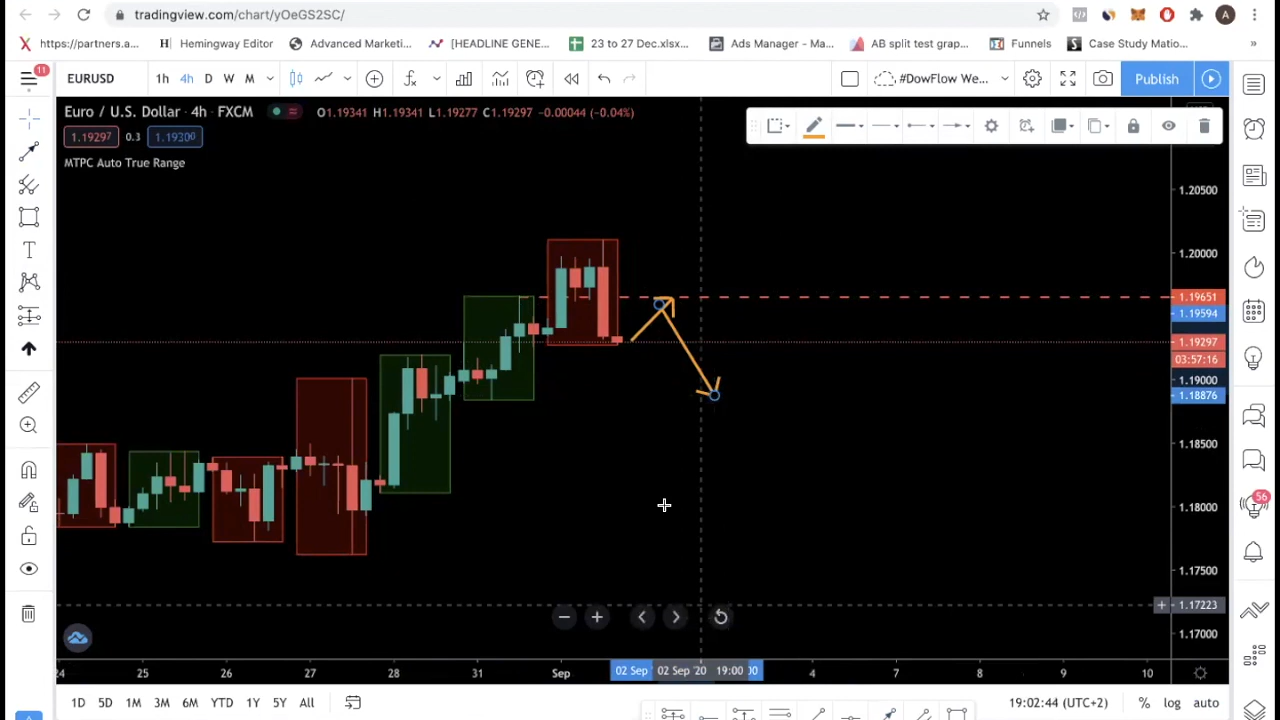 tradingview.com/chart/yOeGS2SC/
A
https://partners.a...
Hemingway Editor
Advanced Marketi...
[HEADLINE GENE...
23 to 27 Dec.xlsx...
Ads Manager - Ma...
AB split test grap...
Funnels
Case Study Matio...
»
11
EURUSD
1h 4h D W M
#DowFlow We...
Publish
Euro / U.S. Dollar · 4h · FXCM
O1.19341 H1.19341 L1.19277 C1.19297 −0.00044 (−0.04%)
1.19297 0.3 1.19300
MTPC Auto True Range
1.20500
1.20000
1.19651
1.19594
1.19297
03:57:16
1.19000
1.18876
1.18500
1.18000
56
1.17500
1.17223
1.17000
24 25 26 27 28 31 Sep 02 Sep 02 Sep '20 19:00 4 7 8 9 10
1D 5D 1M 3M 6M YTD 1Y 5Y All
19:02:44 (UTC+2) % log auto